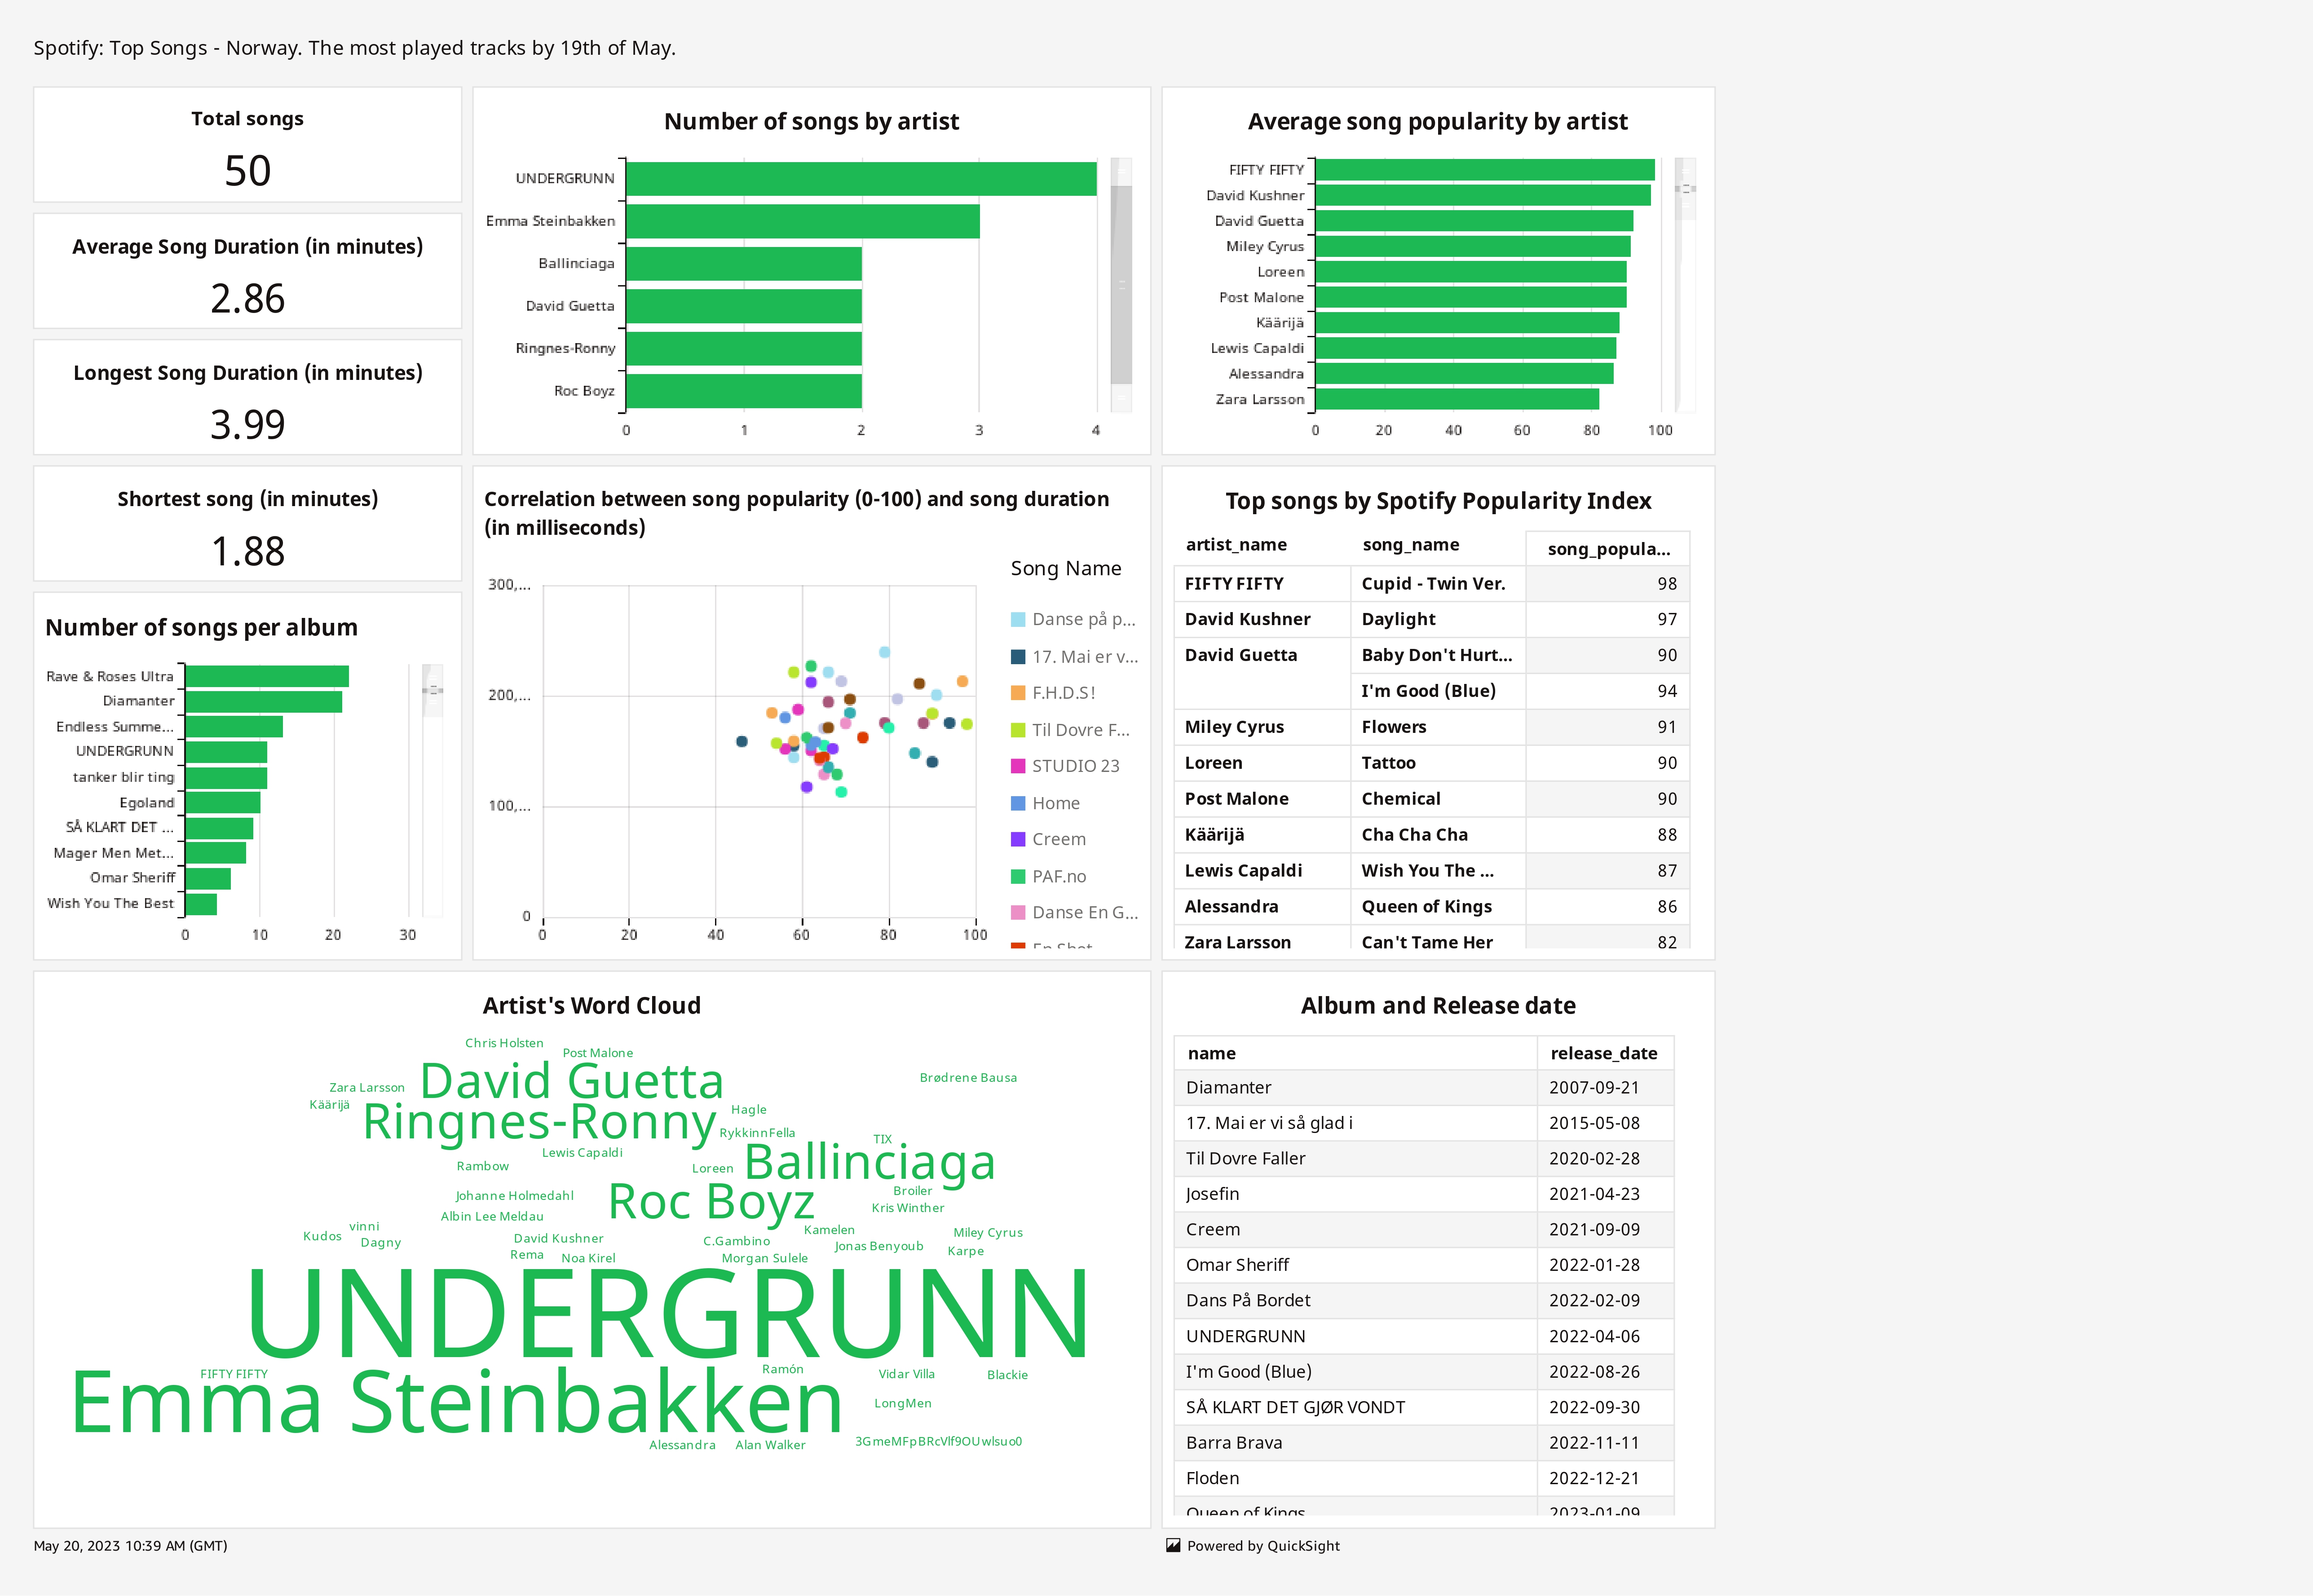 Spotify: Top Songs - Norway. The most played tracks by 19th of May.
Total songs
50
Average Song Duration (in minutes)
2.86
Longest Song Duration (in minutes)
3.99
Shortest song (in minutes)
1.88
Number of songs by artist
UNDERGRUNN
Emma Steinbakken
Ballinciaga
David Guetta
Ringnes-Ronny
Roc Boyz
0 1 2 3 4
Average song popularity by artist
FIFTY FIFTY
David Kushner
David Guetta
Miley Cyrus
Loreen
Post Malone
Käärijä
Lewis Capaldi
Alessandra
Zara Larsson
0 20 40 60 80 100
Number of songs per album
Rave & Roses Ultra
Diamanter
Endless Summe...
UNDERGRUNN
tanker blir ting
Egoland
SÅ KLART DET ...
Mager Men Met...
Omar Sheriff
Wish You The Best
0 10 20 30
Correlation between song popularity (0-100) and song duration
(in milliseconds)
300,...
200,...
100,...
0
0 20 40 60 80 100
Song Name
Danse på p...
17. Mai er v...
F.H.D.S!
Til Dovre F...
STUDIO 23
Home
Creem
PAF.no
Danse En G...
En Shot
Top songs by Spotify Popularity Index
artist_name song_name song_popula...
FIFTY FIFTY Cupid - Twin Ver. 98
David Kushner Daylight 97
David Guetta Baby Don't Hurt... 90
I'm Good (Blue) 94
Miley Cyrus Flowers 91
Loreen Tattoo 90
Post Malone Chemical 90
Käärijä Cha Cha Cha 88
Lewis Capaldi Wish You The ... 87
Alessandra Queen of Kings 86
Zara Larsson Can't Tame Her 82
Artist's Word Cloud
Chris Holsten
Post Malone
David Guetta
Brødrene Bausa
Zara Larsson
Käärijä
Ringnes-Ronny
Hagle
RykkinnFella
TIX
Lewis Capaldi
Ballinciaga
Rambow
Loreen
Johanne Holmedahl
Roc Boyz
Broiler
Kris Winther
Albin Lee Meldau
vinni
Kudos
Dagny
David Kushner
Kamelen
Miley Cyrus
C.Gambino
Jonas Benyoub
Karpe
Rema
Noa Kirel
Morgan Sulele
UNDERGRUNN
FIFTY FIFTY
Emma Steinbakken
Ramón
Vidar Villa
Blackie
LongMen
Alessandra
Alan Walker
3GmeMFpBRcVlf9OUwlsuo0
Album and Release date
name release_date
Diamanter 2007-09-21
17. Mai er vi så glad i 2015-05-08
Til Dovre Faller 2020-02-28
Josefin 2021-04-23
Creem 2021-09-09
Omar Sheriff 2022-01-28
Dans På Bordet 2022-02-09
UNDERGRUNN 2022-04-06
I'm Good (Blue) 2022-08-26
SÅ KLART DET GJØR VONDT 2022-09-30
Barra Brava 2022-11-11
Floden 2022-12-21
Queen of Kings 2023-01-09
May 20, 2023 10:39 AM (GMT)
Powered by QuickSight